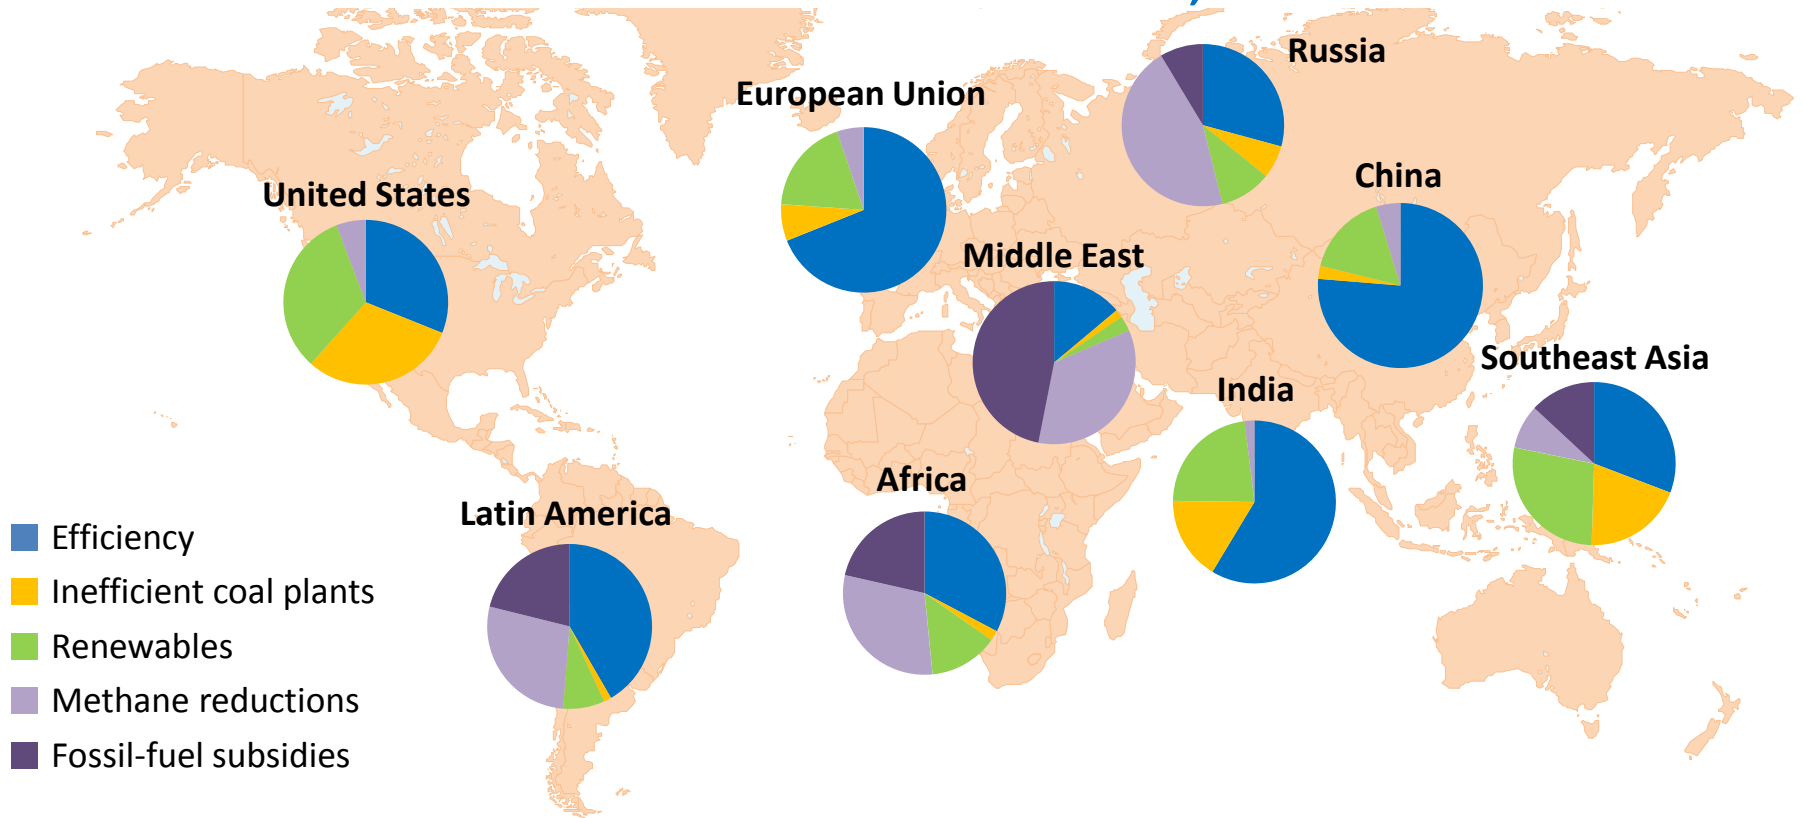 Russia
European Union
China
United States
Middle East
Southeast Asia
India
Africa
Latin America
Efficiency
Inefficient coal plants
Renewables
Methane reductions
Fossil-fuel subsidies